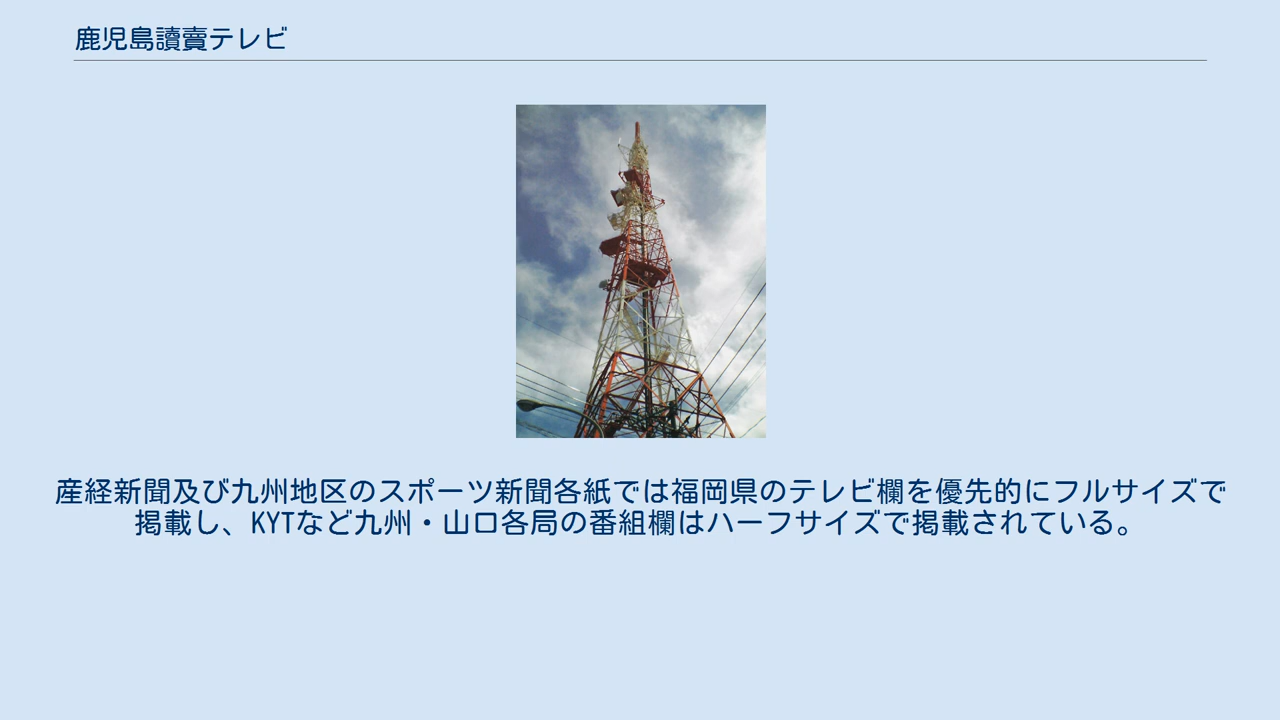 鹿児島讀賣テレビ
産経新聞及び九州地区のスポーツ新聞各紙では福岡県のテレビ欄を優先的にフルサイズで
掲載し、KYTなど九州・山口各局の番組欄はハーフサイズで掲載されている。